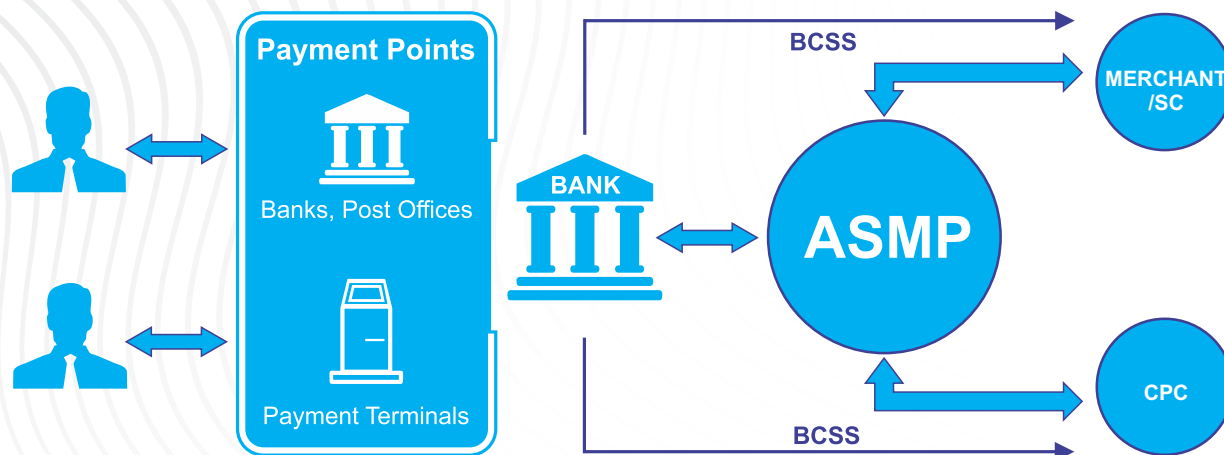 Payment Points
Banks, Post Offices
Payment Terminals
BANK
BCSS
ASMP
MERCHANT
/SC
CPC
BCSS